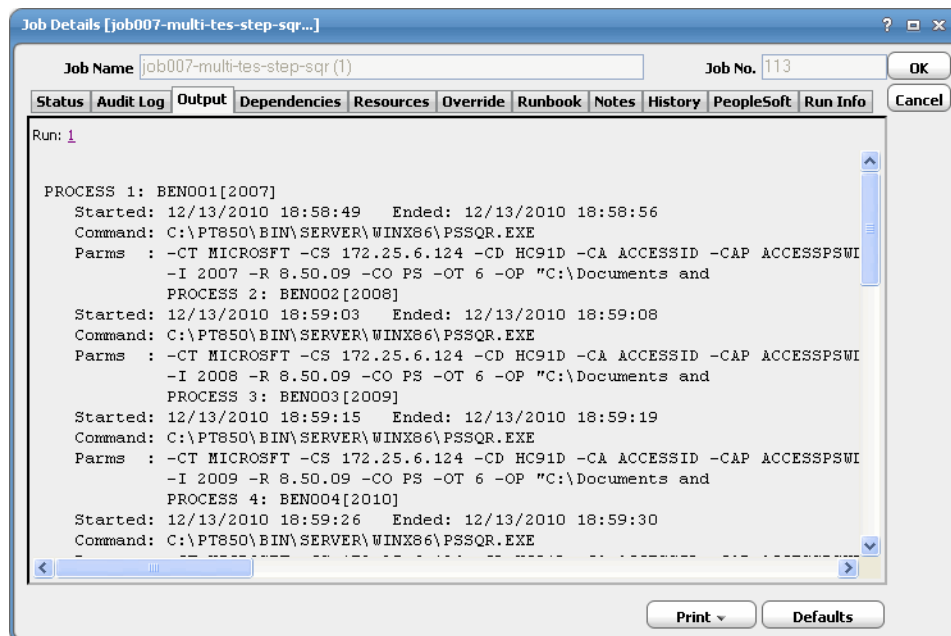 Job Details [job007-multi-tes-step-sqr...]
Job Name job007-multi-tes-step-sqr (1) Job No. 113 OK
Status Audit Log Output Dependencies Resources Override Runbook Notes History PeopleSoft Run Info Cancel
Run: 1
PROCESS 1: BEN001[2007]
Started: 12/13/2010 18:58:49 Ended: 12/13/2010 18:58:56
Command: C:\PT850\BIN\SERVER\WINX86\PSSQR.EXE
Parms : -CT MICROSFT -CS 172.25.6.124 -CD HC91D -CA ACCESSID -CAP ACCESSPSWI
-I 2007 -R 8.50.09 -CO PS -OT 6 -OP "C:\Documents and
PROCESS 2: BEN002[2008]
Started: 12/13/2010 18:59:03 Ended: 12/13/2010 18:59:08
Command: C:\PT850\BIN\SERVER\WINX86\PSSQR.EXE
Parms : -CT MICROSFT -CS 172.25.6.124 -CD HC91D -CA ACCESSID -CAP ACCESSPSWI
-I 2008 -R 8.50.09 -CO PS -OT 6 -OP "C:\Documents and
PROCESS 3: BEN003[2009]
Started: 12/13/2010 18:59:15 Ended: 12/13/2010 18:59:19
Command: C:\PT850\BIN\SERVER\WINX86\PSSQR.EXE
Parms : -CT MICROSFT -CS 172.25.6.124 -CD HC91D -CA ACCESSID -CAP ACCESSPSWI
-I 2009 -R 8.50.09 -CO PS -OT 6 -OP "C:\Documents and
PROCESS 4: BEN004[2010]
Started: 12/13/2010 18:59:26 Ended: 12/13/2010 18:59:30
Command: C:\PT850\BIN\SERVER\WINX86\PSSQR.EXE
Print Defaults